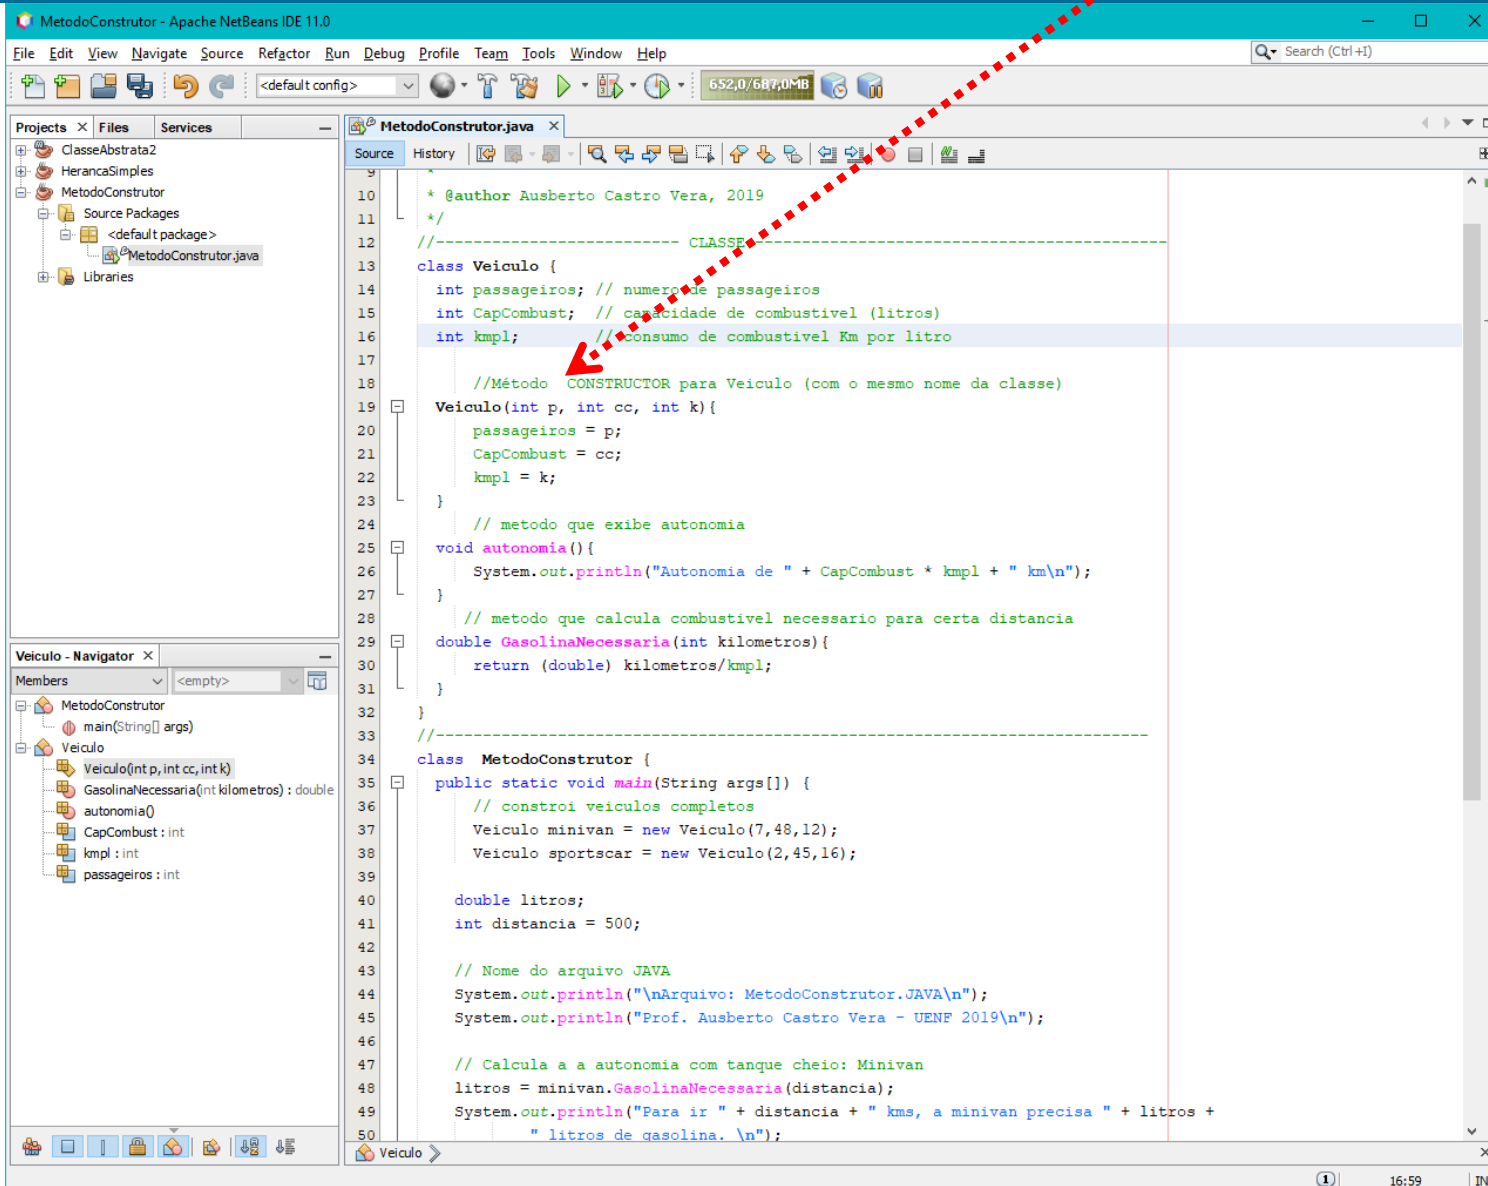 MetodoConstrutor - Apache NetBeans IDE 11.0
File Edit View Navigate Source Refactor Run Debug Profile Team Tools Window Help
Search (Ctrl+I)
<default config>
652,0/687,0MB
Projects Files Services
ClasseAbstrata2
HerancaSimples
MetodoConstrutor
Source Packages
<default package>
MetodoConstrutor.java
Libraries
Veiculo - Navigator
Members <empty>
MetodoConstrutor
main(String[] args)
Veiculo
Veiculo(int p, int cc, int k)
GasolinaNecessaria(int kilometros) : double
autonomia()
CapCombust : int
kmpl : int
passageiros : int
MetodoConstrutor.java
Source History
9 *
10 * @author Ausberto Castro Vera, 2019
11 */
12 //-------------------------- CLASSE --------------------------------------------
13 class Veiculo {
14 int passageiros; // numero de passageiros
15 int CapCombust; // capacidade de combustivel (litros)
16 int kmpl; // consumo de combustivel Km por litro
17
18 //Método CONSTRUCTOR para Veiculo (com o mesmo nome da classe)
19 Veiculo(int p, int cc, int k){
20 passageiros = p;
21 CapCombust = cc;
22 kmpl = k;
23 }
24 // metodo que exibe autonomia
25 void autonomia(){
26 System.out.println("Autonomia de " + CapCombust * kmpl + " km\n");
27 }
28 // metodo que calcula combustivel necessario para certa distancia
29 double GasolinaNecessaria(int kilometros){
30 return (double) kilometros/kmpl;
31 }
32 }
33 //----------------------------------------------------------------------------
34 class MetodoConstrutor {
35 public static void main(String args[]) {
36 // constroi veiculos completos
37 Veiculo minivan = new Veiculo(7,48,12);
38 Veiculo sportscar = new Veiculo(2,45,16);
39
40 double litros;
41 int distancia = 500;
42
43 // Nome do arquivo JAVA
44 System.out.println("\nArquivo: MetodoConstrutor.JAVA\n");
45 System.out.println("Prof. Ausberto Castro Vera - UENF 2019\n");
46
47 // Calcula a a autonomia com tanque cheio: Minivan
48 litros = minivan.GasolinaNecessaria(distancia);
49 System.out.println("Para ir " + distancia + " kms, a minivan precisa " + litros +
50 " litros de gasolina. \n");
Veiculo
1 16:59 IN